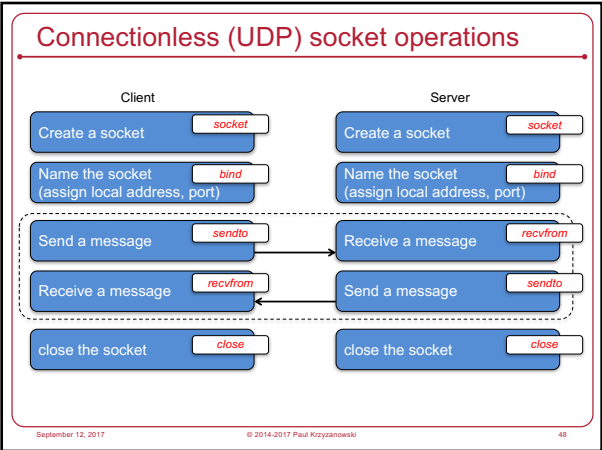 Connectionless (UDP) socket operations
Client
Server
Create a socket
socket
Create a socket
socket
Name the socket
(assign local address, port)
bind
Name the socket
(assign local address, port)
bind
Send a message
sendto
Receive a message
recvfrom
Receive a message
recvfrom
Send a message
sendto
close the socket
close
close the socket
close
September 12, 2017
© 2014-2017 Paul Krzyzanowski
48